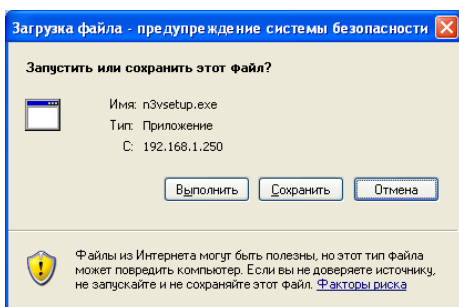 Загрузка файла - предупреждение системы безопасности
Запустить или сохранить этот файл?
Имя: n3vsetup.exe
Тип: Приложение
С: 192.168.1.250
Выполнить Сохранить Отмена
Файлы из Интернета могут быть полезны, но этот тип файла
может повредить компьютер. Если вы не доверяете источнику,
не запускайте и не сохраняйте этот файл. Факторы риска